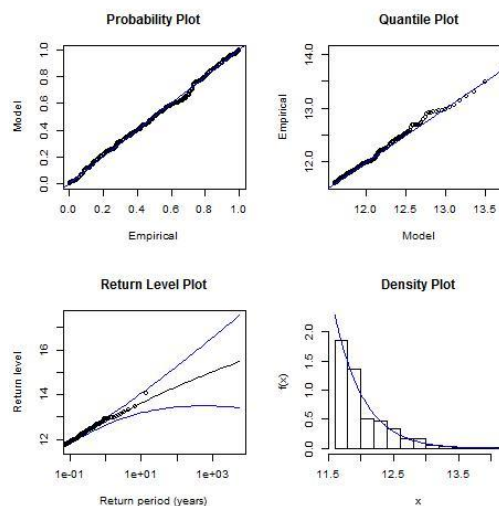 Probability Plot
Model
0.0 0.2 0.4 0.6 0.8 1.0
0.0 0.2 0.4 0.6 0.8 1.0
Empirical
Quantile Plot
Empirical
12.0 13.0 14.0
12.0 12.5 13.0 13.5
Model
Return Level Plot
Return level
12 14 16
1e-01 1e+01 1e+03
Return period (years)
Density Plot
f(x)
0.0 0.5 1.0 1.5 2.0
11.5 12.5 13.5
x